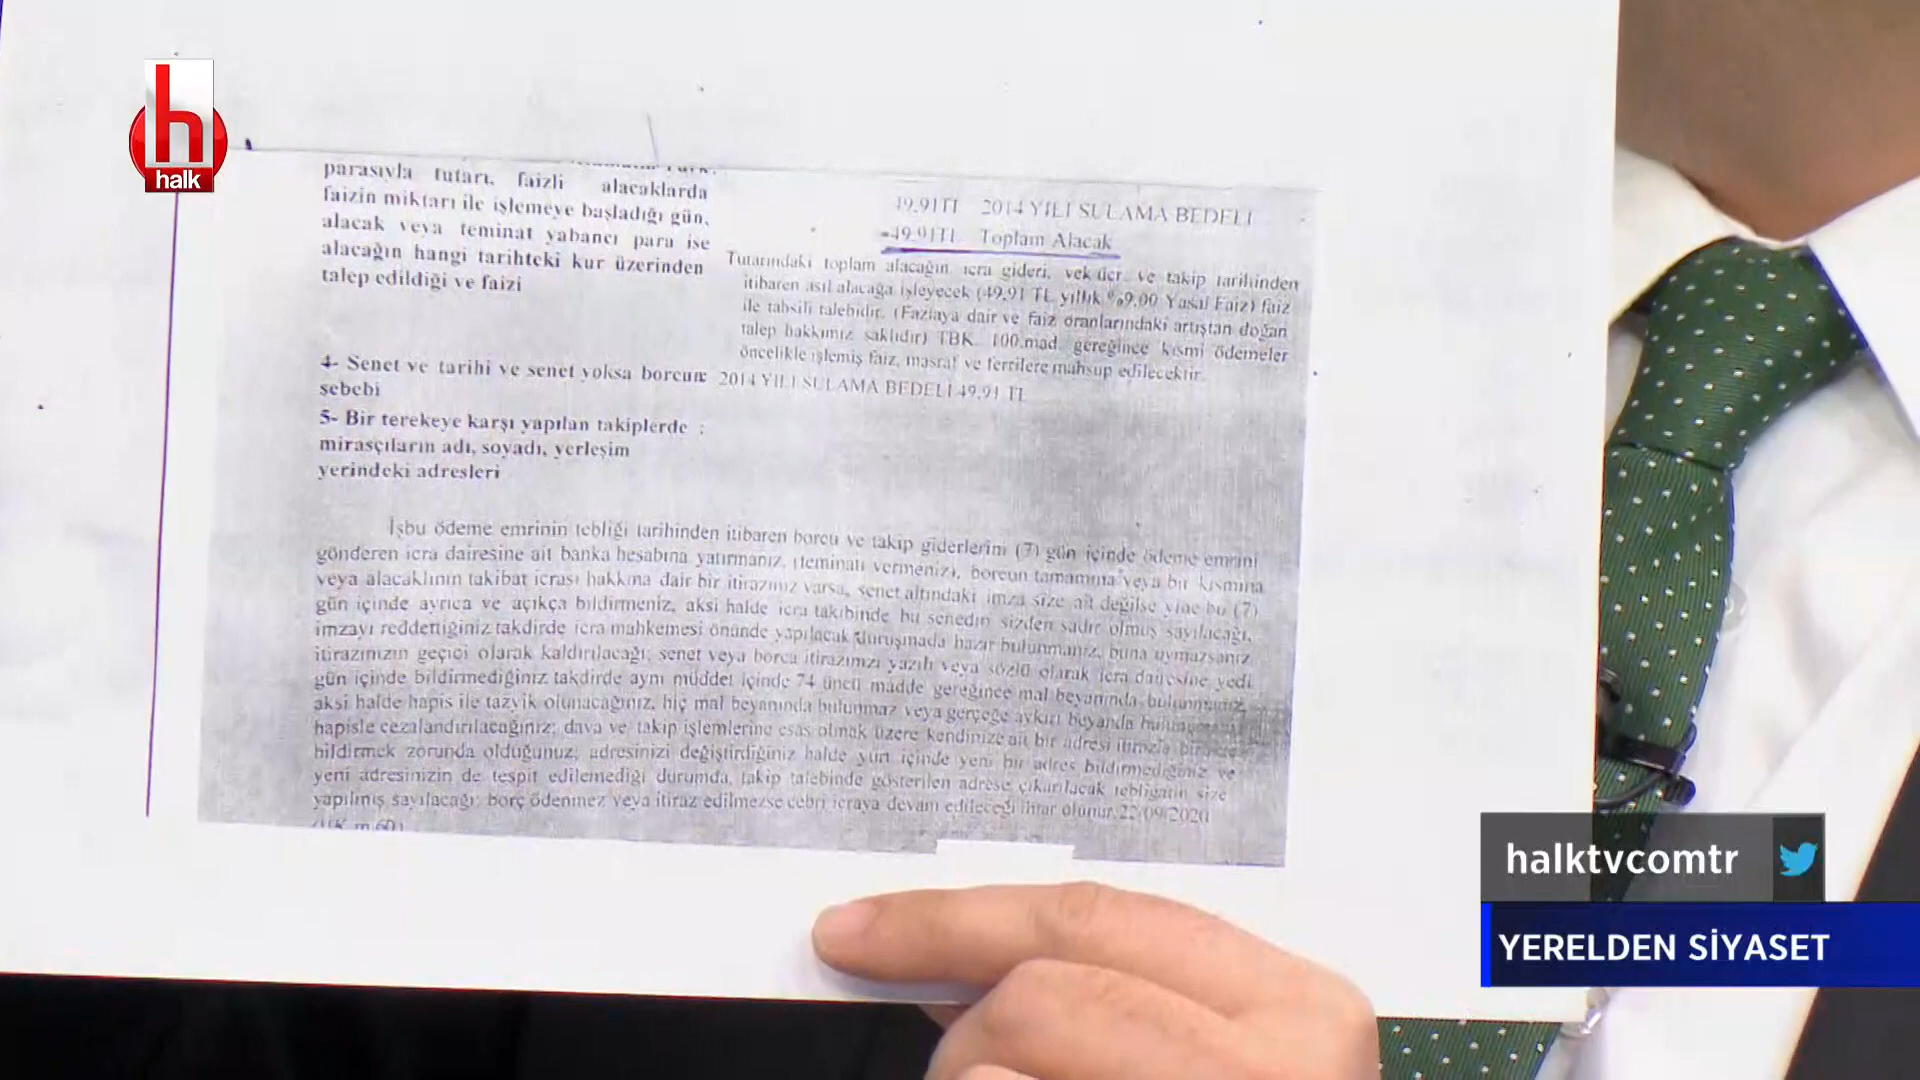 h
halk
parasıyla tutarı, faizli alacaklarda
faizin miktarı ile işlemeye başladığı gün,
alacak veya teminat yabancı para ise
alacağın hangi tarihteki kur üzerinden
talep edildiği ve faizi
49,91TL 2014 YILI SULAMA BEDELİ
49,91TL Toplam Alacak
Tutarındaki toplam alacağın, icra gideri, vek.ücr. ve takip tarihinden
itibaren asıl alacağa işleyecek (49,91 TL yıllık %9,00 Yasal Faiz) faiz
ile tahsili talebidir. (Fazlaya dair ve faiz oranlarındaki artıştan doğan
talep hakkımız saklıdır) TBK. 100.mad. gereğince kısmi ödemeler
öncelikle işlemiş faiz, masraf ve ferrilere mahsup edilecektir.
4- Senet ve tarihi ve senet yoksa borcun: 2014 YILI SULAMA BEDELİ 49,91 TL
sebebi
5- Bir terekeye karşı yapılan takiplerde :
mirasçıların adı, soyadı, yerleşim
yerindeki adresleri
İşbu ödeme emrinin tebliği tarihinden itibaren borcu ve takip giderlerini (7) gün içinde ödeme emrini
gönderen icra dairesine ait banka hesabına yatırmanız, (teminatı vermeniz), borcun tamamına veya bir kısmına
veya alacaklının takibat icrası hakkına dair bir itirazınız varsa, senet altındaki imza size ait değilse yine bu (7)
gün içinde ayrıca ve açıkça bildirmeniz, aksi halde icra takibinde bu senedin sizden sadır olmuş sayılacağı,
imzayı reddettiğiniz takdirde icra mahkemesi önünde yapılacak duruşmada hazır bulunmanız, buna uymazsanız
itirazınızın geçici olarak kaldırılacağı, senet veya borca itirazınızı yazılı veya sözlü olarak icra dairesine yedi
gün içinde bildirmediğiniz takdirde aynı müddet içinde 74 üncü madde gereğince mal beyanında bulunmanız,
aksi halde hapis ile tazyik olunacağınız, hiç mal beyanında bulunmaz veya gerçeğe aykırı beyanda
hapisle cezalandırılacağınız; dava ve takip işlemlerine esas olmak üzere kendinize ait bir adresi itirazla
bildirmek zorunda olduğunuz; adresinizi değiştirdiğiniz halde yurt içinde yeni bir adres bildirmediğiniz ve
yeni adresinizin de tespit edilemediği durumda, takip talebinde gösterilen adrese çıkarılacak tebligatın size
yapılmış sayılacağı; borç ödenmez veya itiraz edilmezse cebri icraya devam edileceği ihtar olunur.22/09/2020
halktvcomtr
YERELDEN SİYASET